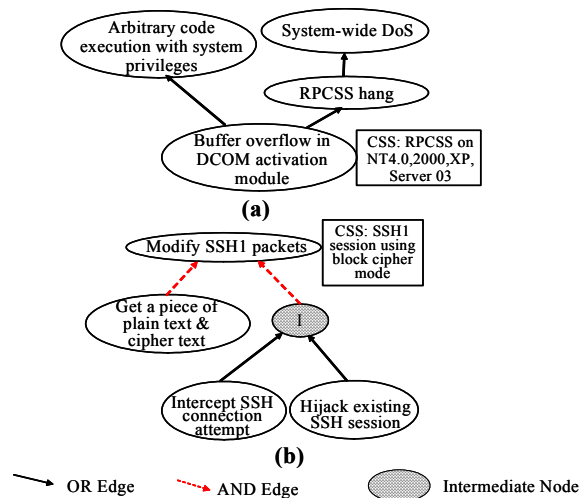 Arbitrary code
execution with system
privileges
System-wide DoS
RPCSS hang
Buffer overflow in
DCOM activation
module
CSS: RPCSS on
NT4.0,2000,XP,
Server 03
(a)
Modify SSH1 packets
CSS: SSH1
session using
block cipher
mode
Get a piece of
plain text &
cipher text
I
Intercept SSH
connection
attempt
Hijack existing
SSH session
(b)
OR Edge
AND Edge
Intermediate Node